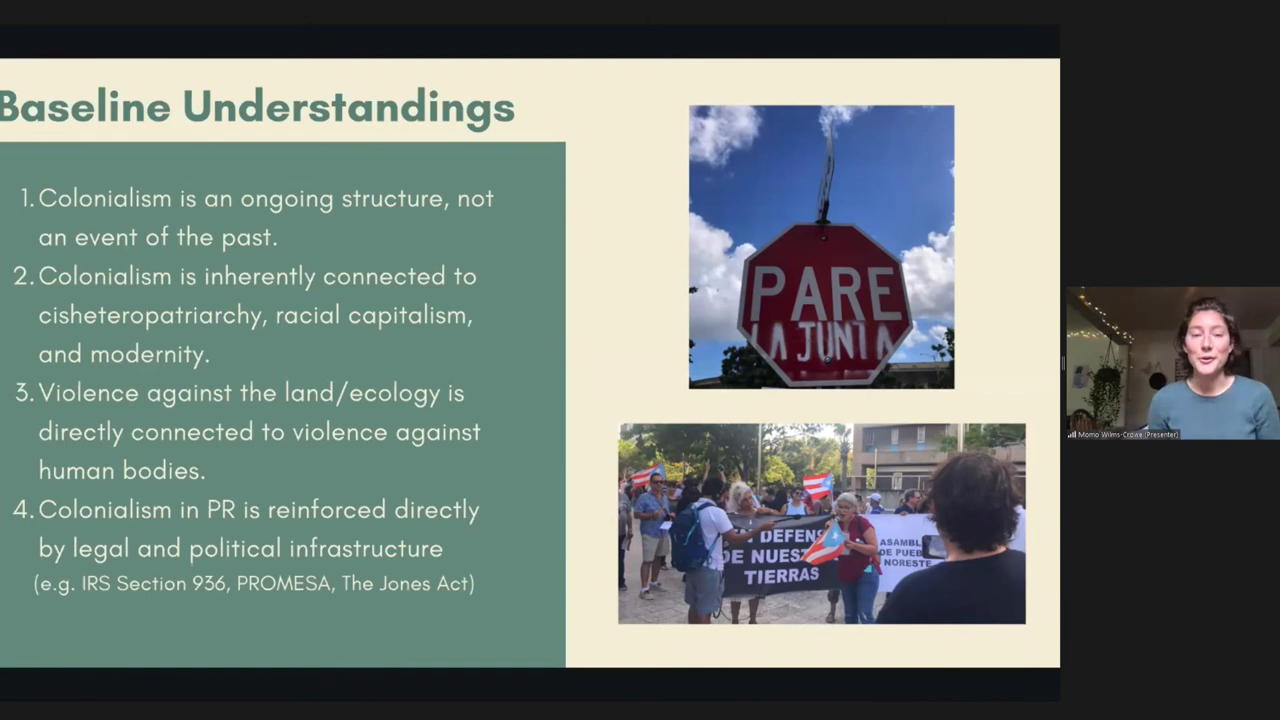 Baseline Understandings
1. Colonialism is an ongoing structure, not
an event of the past.
2. Colonialism is inherently connected to
cisheteropatriarchy, racial capitalism,
and modernity.
3. Violence against the land/ecology is
directly connected to violence against
human bodies.
4. Colonialism in PR is reinforced directly
by legal and political infrastructure
(e.g. IRS Section 936, PROMESA, The Jones Act)
PARE
LA JUNTA
DEFENS
DE NUEST
TIERRAS
ASAMBL
DE PUEB
NORESTE
Momo Wilms-Crowe (Presenter)